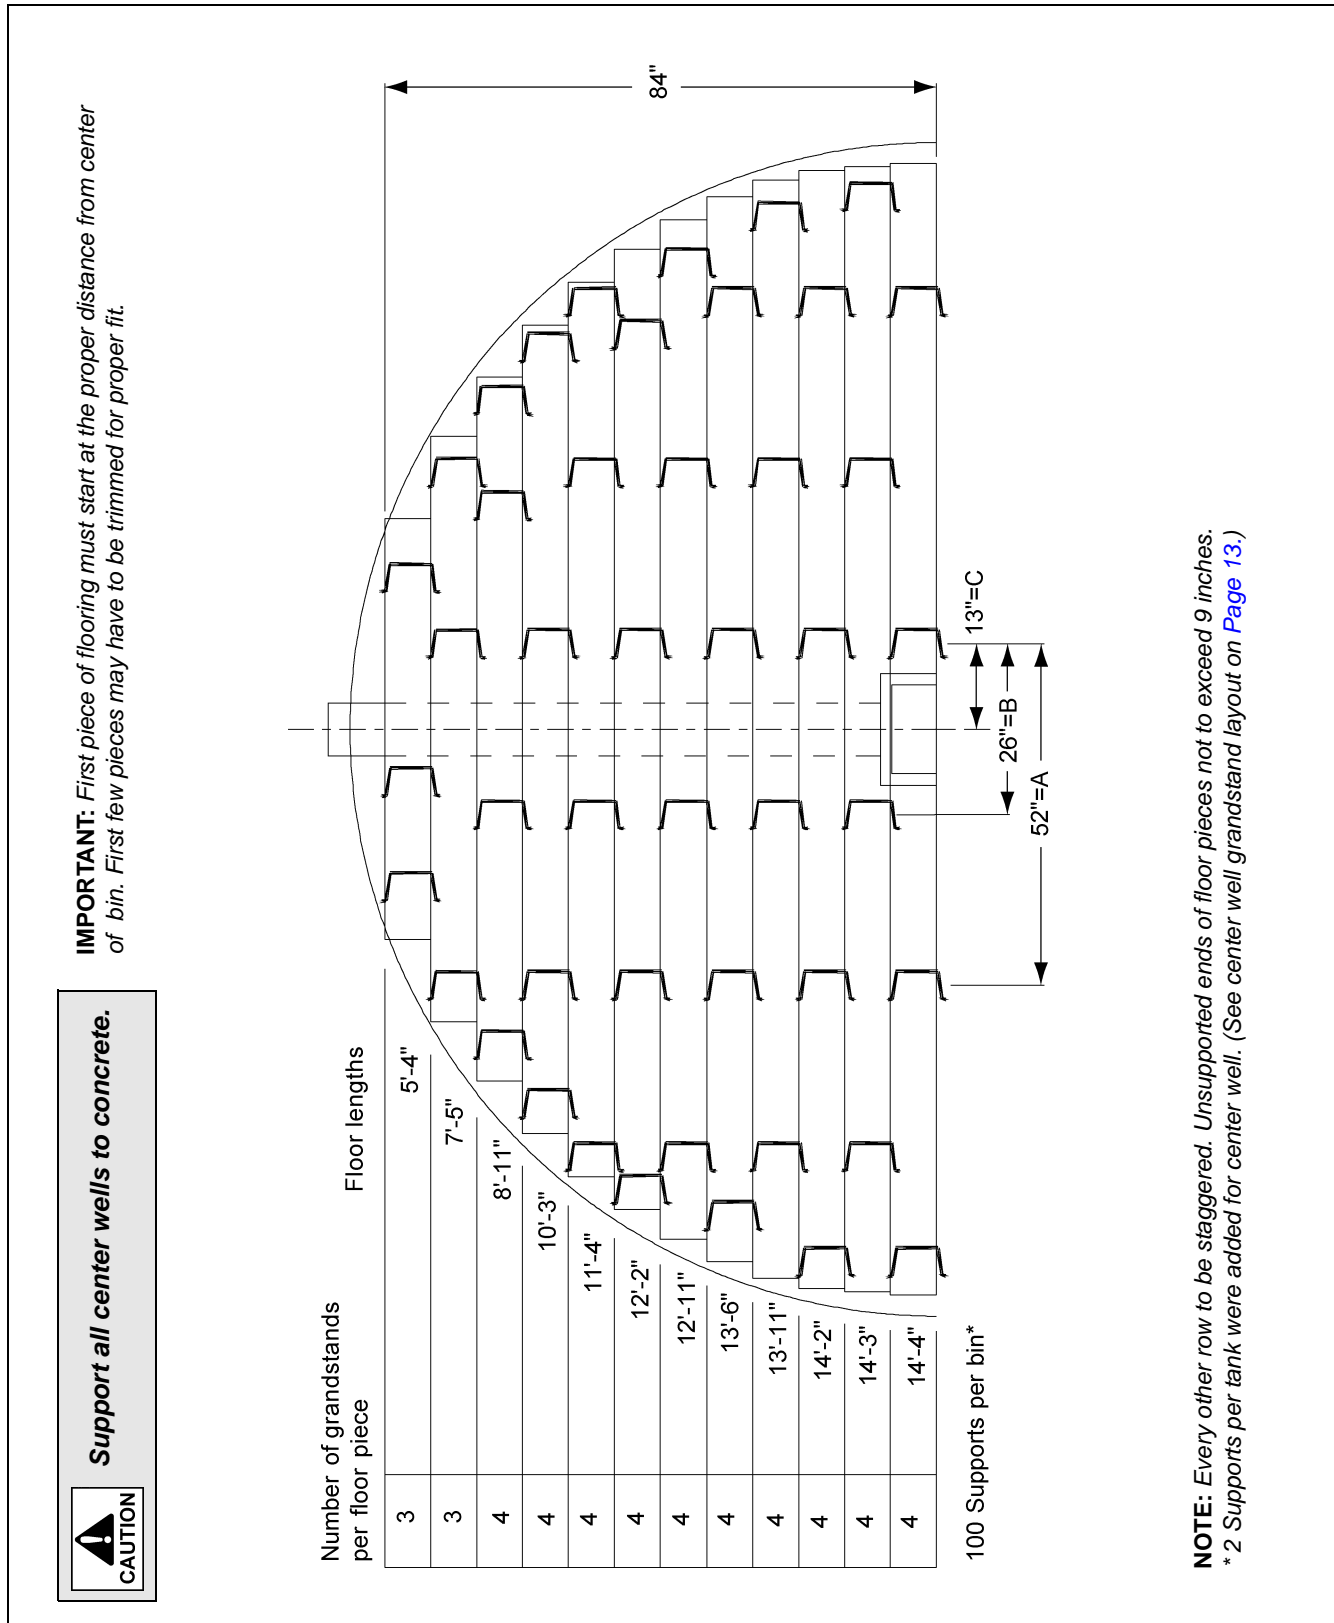 CAUTION
Support all center wells to concrete.
IMPORTANT: First piece of flooring must start at the proper distance from center
of bin. First few pieces may have to be trimmed for proper fit.
Number of grandstands
per floor piece
Floor lengths
3
5'-4"
3
7'-5"
4
8'-11"
4
10'-3"
4
11'-4"
4
12'-2"
4
12'-11"
4
13'-6"
4
13'-11"
4
14'-2"
4
14'-3"
4
14'-4"
84"
13"=C
26"=B
52"=A
100 Supports per bin*
NOTE: Every other row to be staggered. Unsupported ends of floor pieces not to exceed 9 inches.
* 2 Supports per tank were added for center well. (See center well grandstand layout on Page 13.)